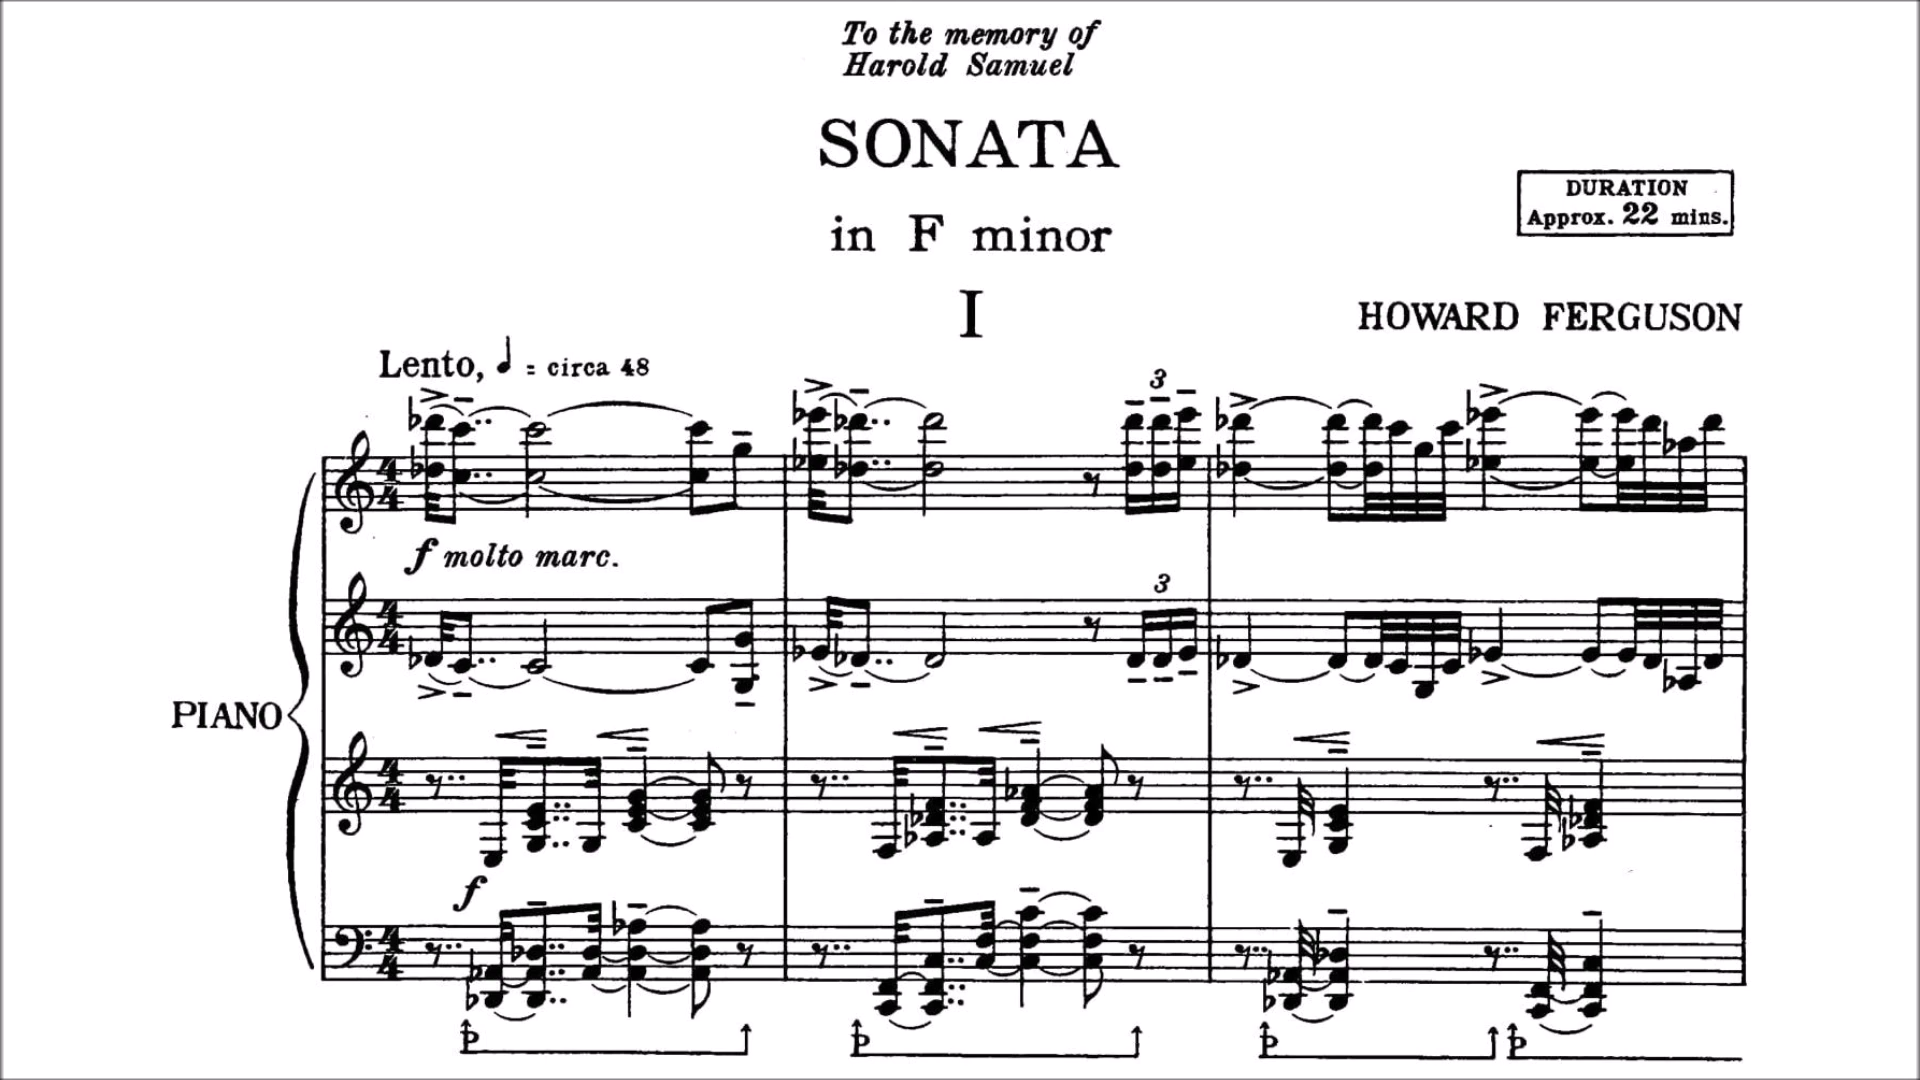 To the memory of
Harold Samuel
SONATA
in F minor
DURATION
Approx. 22 mins.
I
HOWARD FERGUSON
Lento, ♩ = circa 48
3
f molto marc.
3
PIANO
f
P P P P